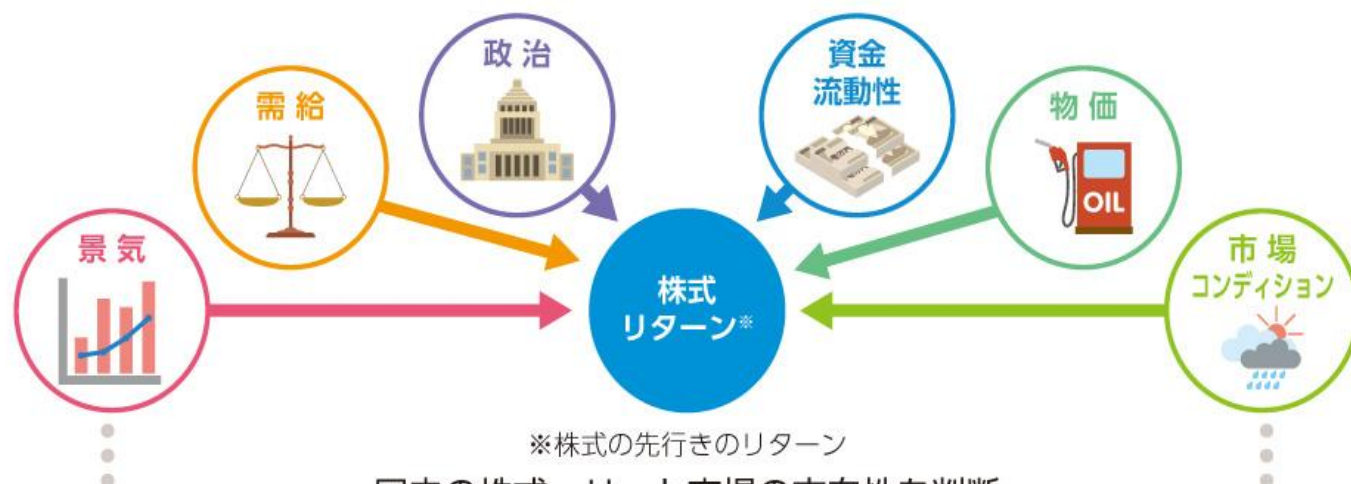 景気
需給
政治
資金
流動性
物価
OIL
市場
コンディション
株式
リターン※
※株式の先行きのリターン